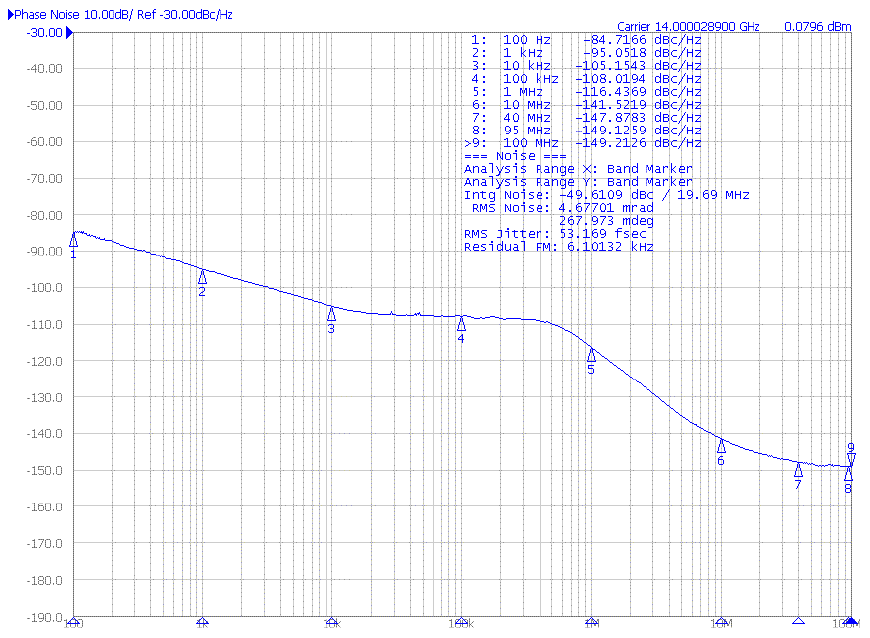 Phase Noise 10.00dB/ Ref -30.00dBc/Hz
Carrier 14.000028900 GHz 0.0796 dBm
-30.00
-40.00
-50.00
-60.00
-70.00
-80.00
-90.00
-100.0
-110.0
-120.0
-130.0
-140.0
-150.0
-160.0
-170.0
-180.0
-190.0
1: 100 Hz -84.7166 dBc/Hz
2: 1 kHz -95.0518 dBc/Hz
3: 10 kHz -105.1543 dBc/Hz
4: 100 kHz -108.0194 dBc/Hz
5: 1 MHz -116.4369 dBc/Hz
6: 10 MHz -141.5219 dBc/Hz
7: 40 MHz -147.8783 dBc/Hz
8: 95 MHz -149.1259 dBc/Hz
>9: 100 MHz -149.2126 dBc/Hz
=== Noise ===
Analysis Range X: Band Marker
Analysis Range Y: Band Marker
Intg Noise: -49.6109 dBc / 19.69 MHz
RMS Noise: 4.67701 mrad
267.973 mdeg
RMS Jitter: 53.169 fsec
Residual FM: 6.10132 kHz
1
2
3
4
5
6
7
8
9
100
1k
10k
100k
1M
10M
100M